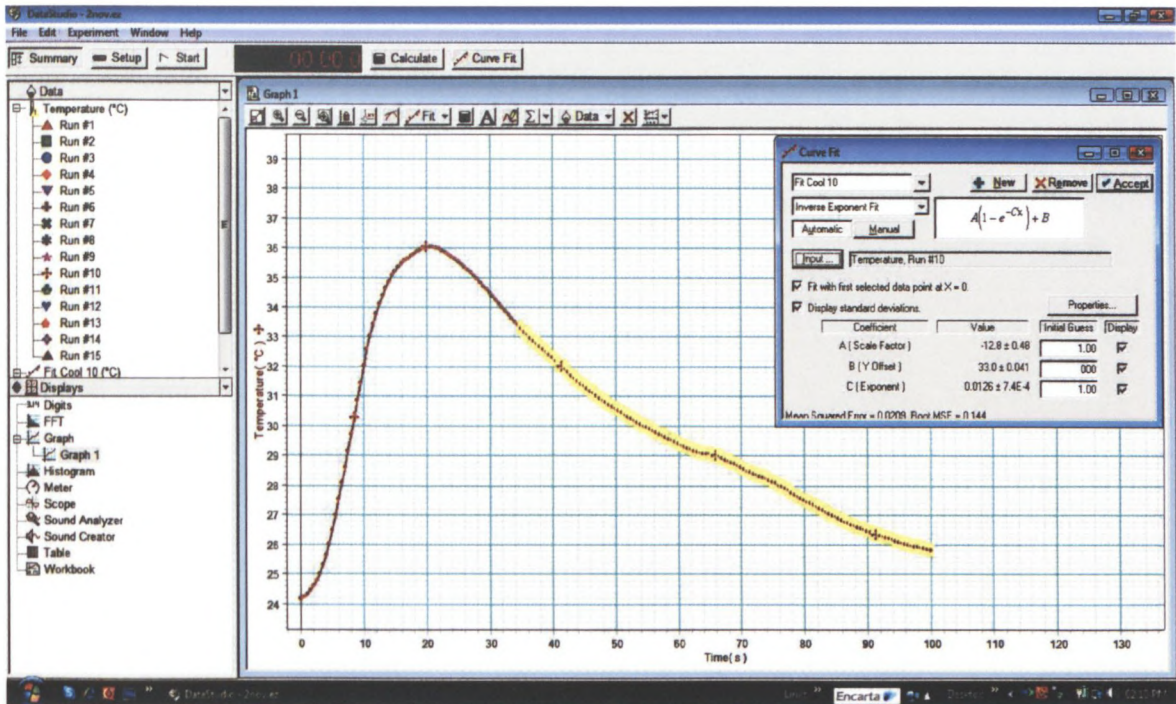 DataStudio - 2nov.ex
File Edit Experiment Window Help
Summary Setup Start
Calculate Curve Fit
Data
Temperature (°C)
Run #1
Run #2
Run #3
Run #4
Run #5
Run #6
Run #7
Run #8
Run #9
Run #10
Run #11
Run #12
Run #13
Run #14
Run #15
Fit Cool 10 (°C)
Displays
Digits
FFT
Graph
Graph 1
Histogram
Meter
Scope
Sound Analyzer
Sound Creator
Table
Workbook
Graph 1
Fit Σ Data
39
38
37
36
35
34
33
32
31
30
29
28
27
26
25
24
Temperature( °C )
0 10 20 30 40 50 60 70 80 90 100 110 120 130
Time( s )
Curve Fit
Fit Cool 10 New Remove Accept
Inverse Exponent Fit
A(1 - e^-Cx) + B
Automatic Manual
Input ... Temperature, Run #10
Fit with first selected data point at X = 0.
Display standard deviations. Properties...
Coefficient Value Initial Guess Display
A ( Scale Factor ) -12.8 ± 0.48 1.00
B ( Y Offset ) 33.0 ± 0.041 000
C ( Exponent ) 0.0126 ± 7.4E-4 1.00
Mean Squared Error = 0.0209, Root MSE = 0.144
DataStudio - 2nov.ex
Encarta
Desktop